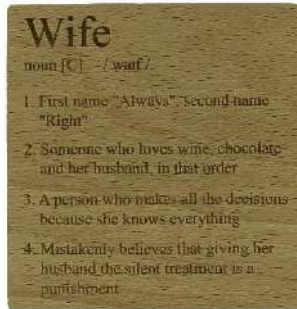 Wife
noun [C] - /waɪf/
1. First name "Always", second name
"Right"
2. Someone who loves wine, chocolate
and her husband, in that order
3. A person who makes all the decisions
because she knows everything
4. Mistakenly believes that giving her
husband the silent treatment is a
punishment